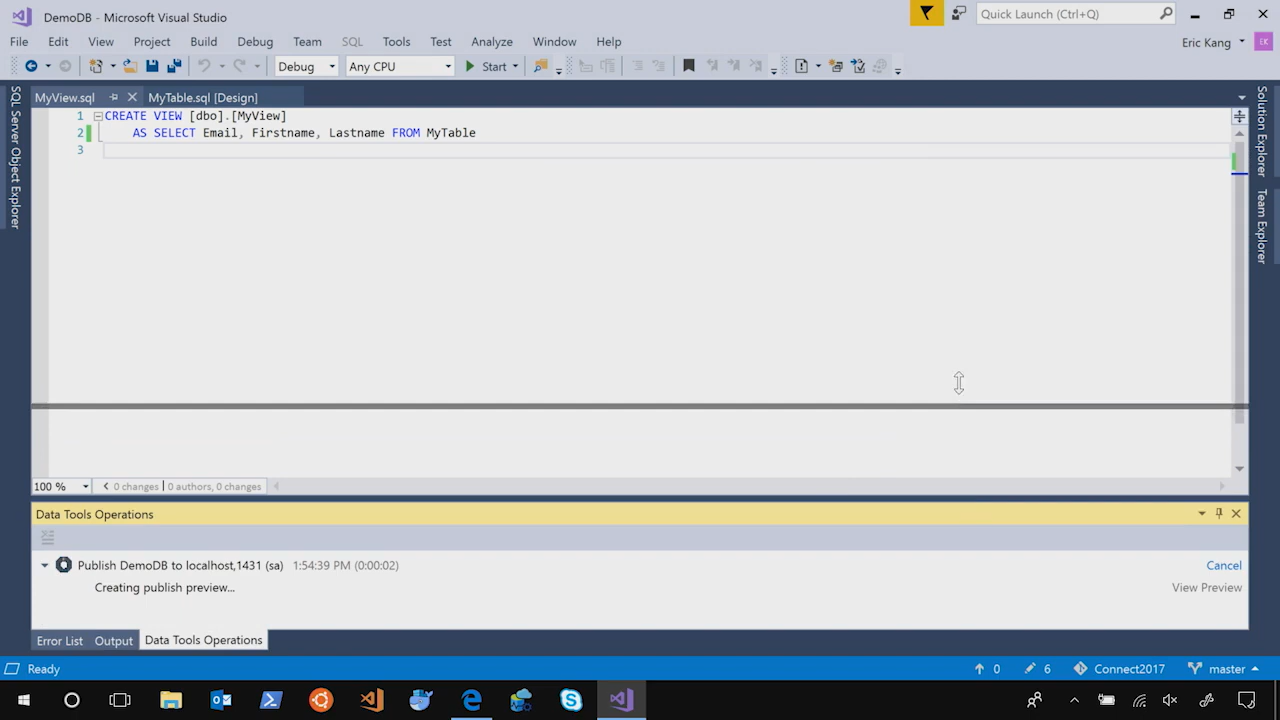 DemoDB - Microsoft Visual Studio
Quick Launch (Ctrl+Q)
File Edit View Project Build Debug Team SQL Tools Test Analyze Window Help
Eric Kang EK
Debug Any CPU Start
MyView.sql MyTable.sql [Design]
SQL Server Object Explorer
Solution Explorer
Team Explorer
1 CREATE VIEW [dbo].[MyView]
2 AS SELECT Email, Firstname, Lastname FROM MyTable
3
100 % 0 changes | 0 authors, 0 changes
Data Tools Operations
Publish DemoDB to localhost,1431 (sa) 1:54:39 PM (0:00:02) Cancel
Creating publish preview... View Preview
Error List Output Data Tools Operations
Ready 0 6 Connect2017 master